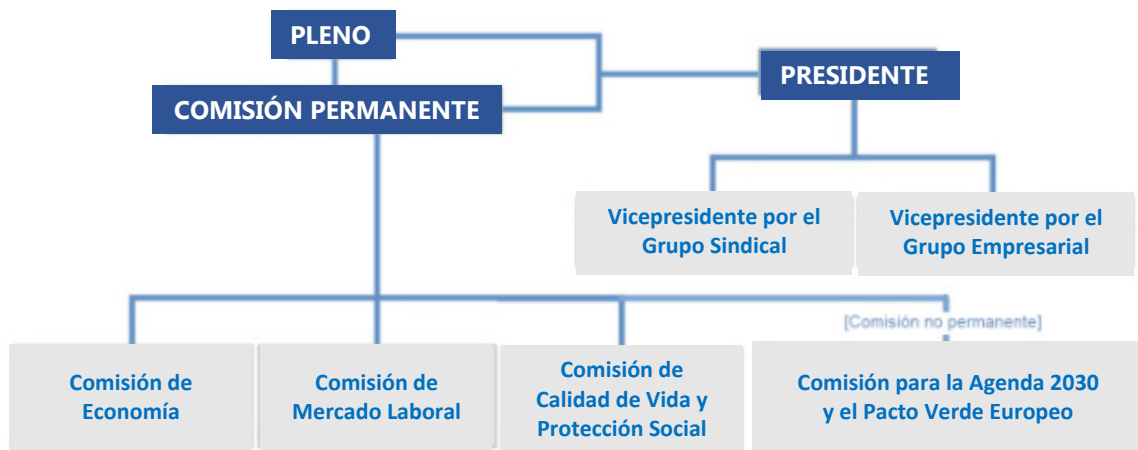 PLENO
PRESIDENTE
COMISIÓN PERMANENTE
Vicepresidente por el
Grupo Sindical
Vicepresidente por el
Grupo Empresarial
[Comisión no permanente]
Comisión de
Economía
Comisión de
Mercado Laboral
Comisión de
Calidad de Vida y
Protección Social
Comisión para la Agenda 2030
y el Pacto Verde Europeo